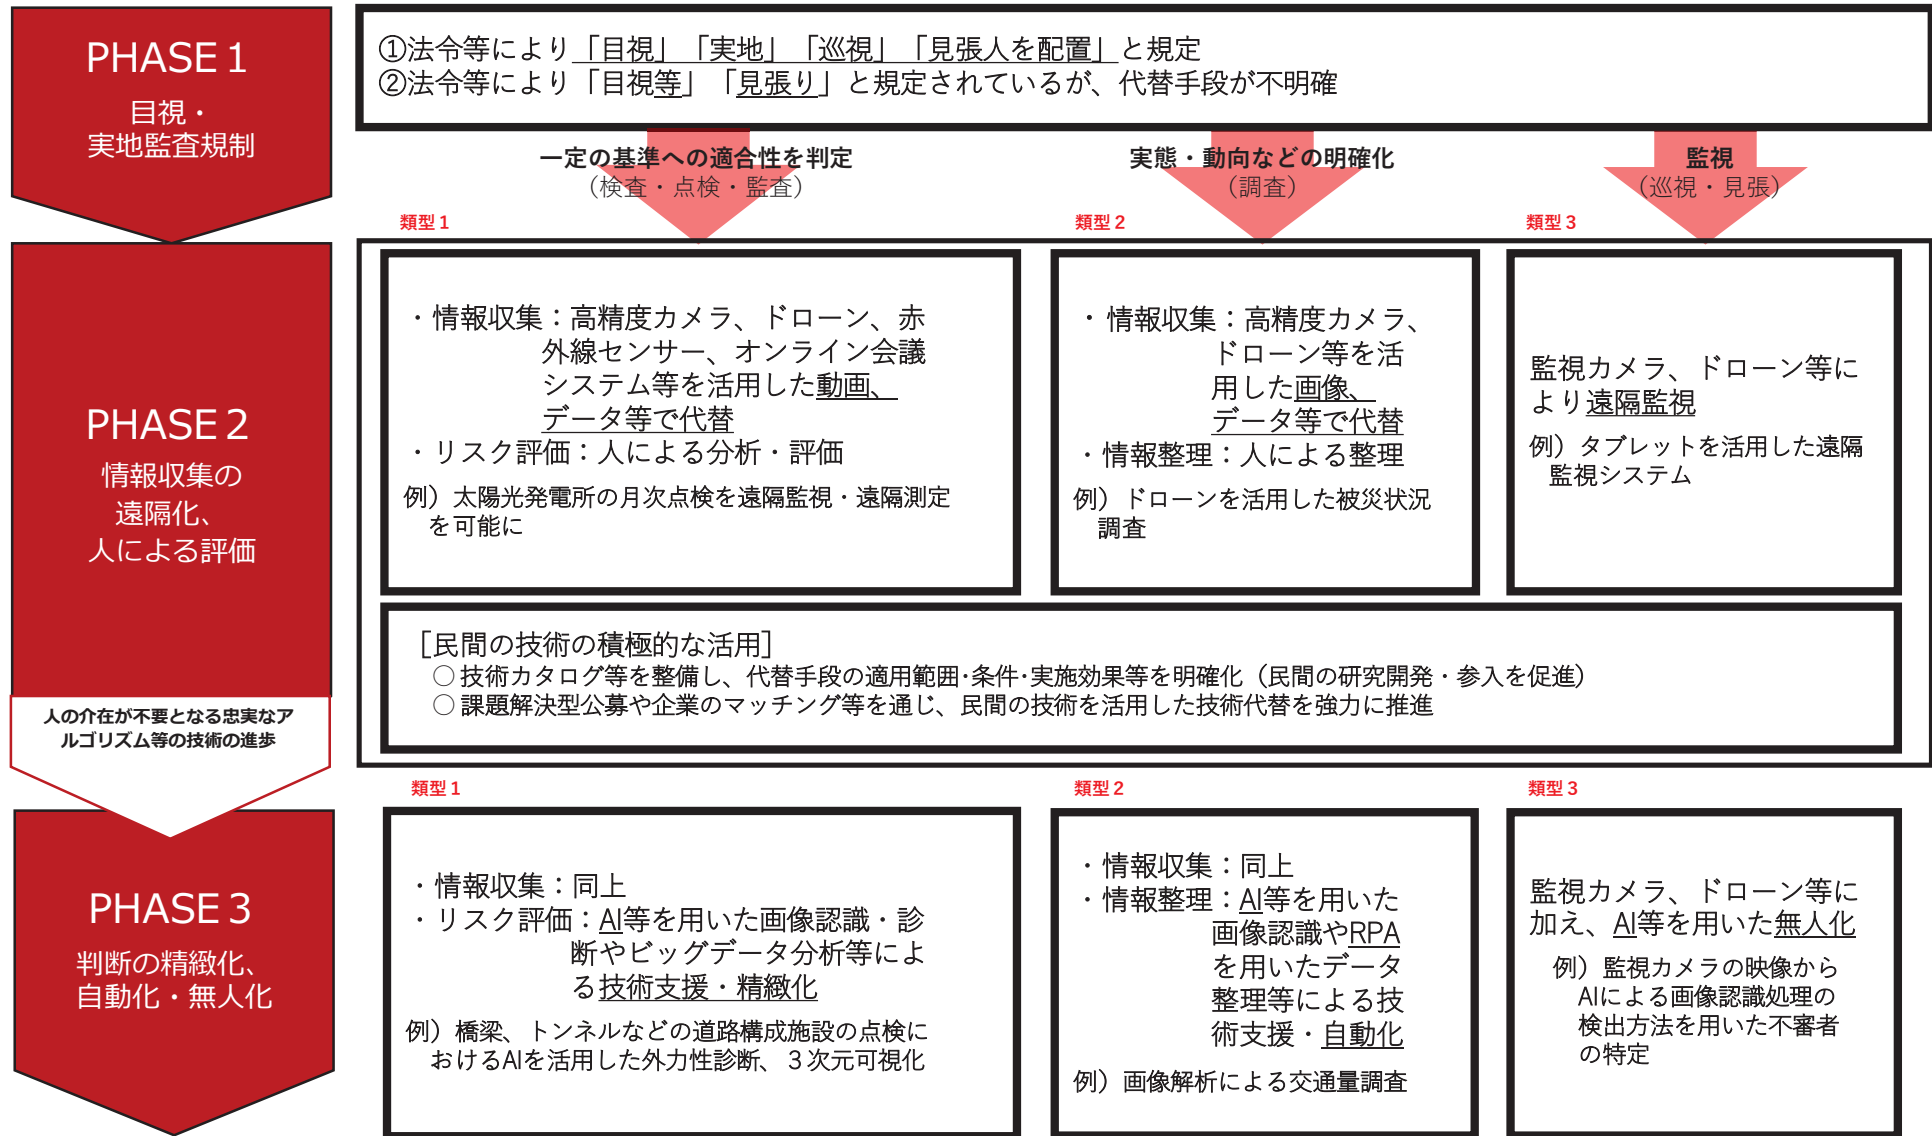 PHASE１
目視・
実地監査規制
①法令等により「目視」「実地」「巡視」「見張人を配置」と規定
②法令等により「目視等」「見張り」と規定されているが、代替手段が不明確
一定の基準への適合性を判定
（検査・点検・監査）
実態・動向などの明確化
（調査）
監視
（巡視・見張）
類型１
類型２
類型３
PHASE２
情報収集の
遠隔化、
人による評価
・情報収集：高精度カメラ、ドローン、赤
外線センサー、オンライン会議
システム等を活用した動画、
データ等で代替
・リスク評価：人による分析・評価
例）太陽光発電所の月次点検を遠隔監視・遠隔測定
を可能に
・情報収集：高精度カメラ、
ドローン等を活
用した画像、
データ等で代替
・情報整理：人による整理
例）ドローンを活用した被災状況
調査
監視カメラ、ドローン等に
より遠隔監視
例）タブレットを活用した遠隔
監視システム
［民間の技術の積極的な活用］
○技術カタログ等を整備し、代替手段の適用範囲･条件･実施効果等を明確化（民間の研究開発・参入を促進）
○課題解決型公募や企業のマッチング等を通じ、民間の技術を活用した技術代替を強力に推進
人の介在が不要となる忠実なア
ルゴリズム等の技術の進歩
類型１
類型２
類型３
PHASE３
判断の精緻化、
自動化・無人化
・情報収集：同上
・リスク評価：AI等を用いた画像認識・診
断やビッグデータ分析等によ
る技術支援・精緻化
例）橋梁、トンネルなどの道路構成施設の点検に
おけるAIを活用した外力性診断、３次元可視化
・情報収集：同上
・情報整理：AI等を用いた
画像認識やRPA
を用いたデータ
整理等による技
術支援・自動化
例）画像解析による交通量調査
監視カメラ、ドローン等に
加え、AI等を用いた無人化
例）監視カメラの映像から
AIによる画像認識処理の
検出方法を用いた不審者
の特定